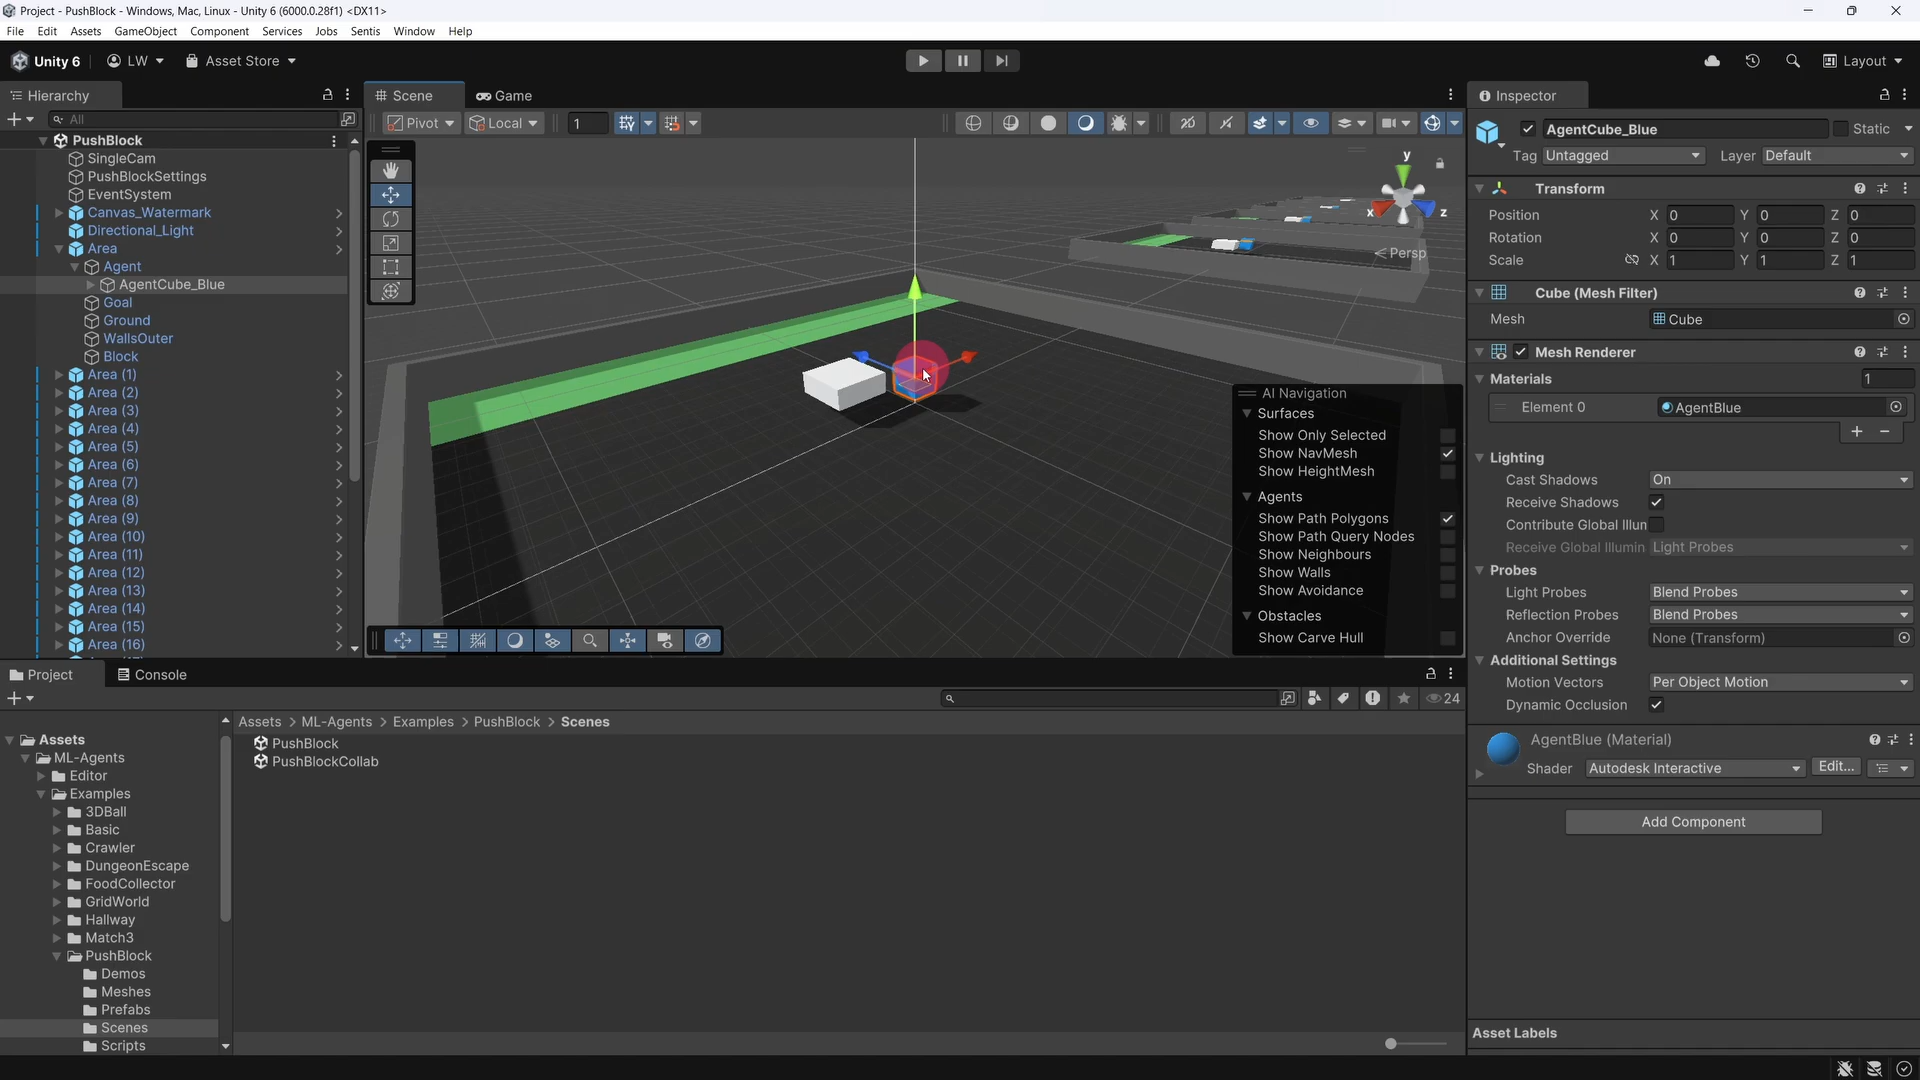 Project - PushBlock - Windows, Mac, Linux - Unity 6 (6000.0.28f1) <DX11>
File Edit Assets GameObject Component Services Jobs Sentis Window Help
Unity 6 LW Asset Store Layout
Hierarchy
All
PushBlock
SingleCam
PushBlockSettings
EventSystem
Canvas_Watermark
Directional_Light
Area
Agent
AgentCube_Blue
Goal
Ground
WallsOuter
Block
Area (1)
Area (2)
Area (3)
Area (4)
Area (5)
Area (6)
Area (7)
Area (8)
Area (9)
Area (10)
Area (11)
Area (12)
Area (13)
Area (14)
Area (15)
Area (16)
Scene Game
Pivot Local 1 2D
y
x z
Persp
AI Navigation
Surfaces
Show Only Selected
Show NavMesh
Show HeightMesh
Agents
Show Path Polygons
Show Path Query Nodes
Show Neighbours
Show Walls
Show Avoidance
Obstacles
Show Carve Hull
Inspector
AgentCube_Blue Static
Tag Untagged Layer Default
Transform
Position X 0 Y 0 Z 0
Rotation X 0 Y 0 Z 0
Scale X 1 Y 1 Z 1
Cube (Mesh Filter)
Mesh Cube
Mesh Renderer
Materials 1
Element 0 AgentBlue
Lighting
Cast Shadows On
Receive Shadows
Contribute Global Illun
Receive Global Illumin Light Probes
Probes
Light Probes Blend Probes
Reflection Probes Blend Probes
Anchor Override None (Transform)
Additional Settings
Motion Vectors Per Object Motion
Dynamic Occlusion
AgentBlue (Material)
Shader Autodesk Interactive Edit...
Add Component
Asset Labels
Project Console
24
Assets > ML-Agents > Examples > PushBlock > Scenes
PushBlock
PushBlockCollab
Assets
ML-Agents
Editor
Examples
3DBall
Basic
Crawler
DungeonEscape
FoodCollector
GridWorld
Hallway
Match3
PushBlock
Demos
Meshes
Prefabs
Scenes
Scripts